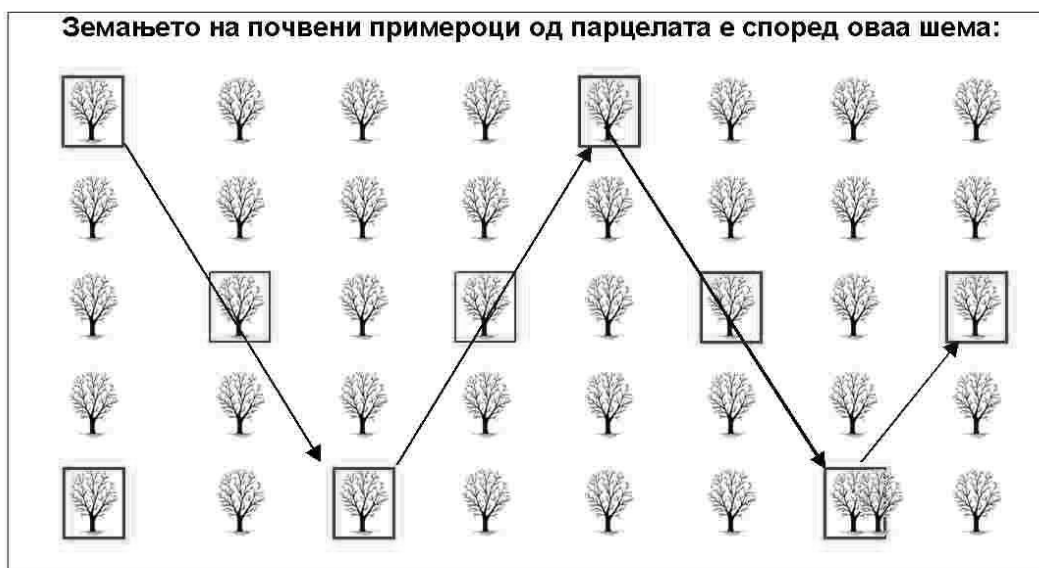 Земањето на почвени примероци од парцелата е според оваа шема: